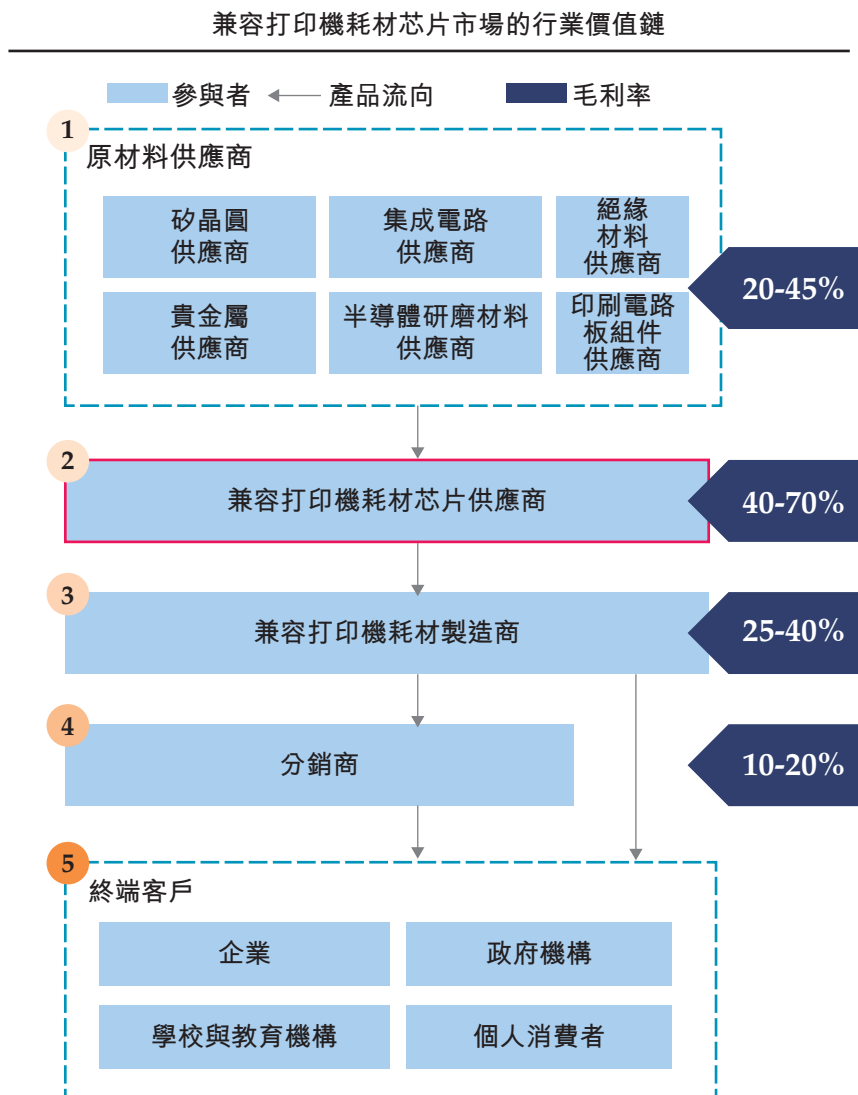 兼容打印機耗材芯片市場的行業價值鏈
參與者
產品流向
毛利率
1
原材料供應商
矽晶圓
供應商
集成電路
供應商
絕緣
材料
供應商
貴金屬
供應商
半導體研磨材料
供應商
印刷電路
板組件
供應商
20-45%
2
兼容打印機耗材芯片供應商
40-70%
3
兼容打印機耗材製造商
25-40%
4
分銷商
10-20%
5
終端客戶
企業
政府機構
學校與教育機構
個人消費者